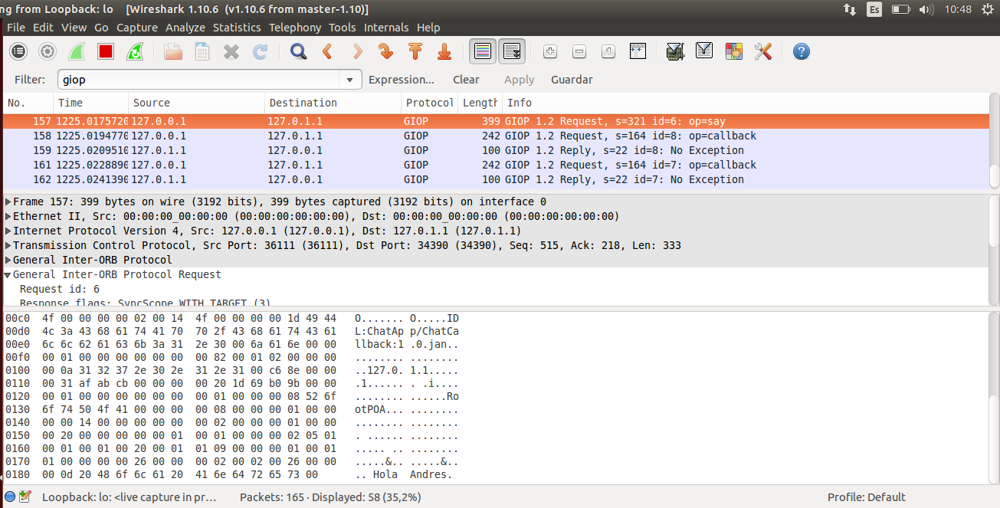 ng from Loopback: lo [Wireshark 1.10.6 (v1.10.6 from master-1.10)] Es 10:48
File Edit View Go Capture Analyze Statistics Telephony Tools Internals Help
Filter: giop Expression... Clear Apply Guardar
No. Time Source Destination Protocol Length Info
157 1225.0175720 127.0.0.1 127.0.1.1 GIOP 399 GIOP 1.2 Request, s=321 id=6: op=say
158 1225.0194770 127.0.0.1 127.0.1.1 GIOP 242 GIOP 1.2 Request, s=164 id=8: op=callback
159 1225.0209510 127.0.1.1 127.0.0.1 GIOP 100 GIOP 1.2 Reply, s=22 id=8: No Exception
161 1225.0228890 127.0.0.1 127.0.1.1 GIOP 242 GIOP 1.2 Request, s=164 id=7: op=callback
162 1225.0241390 127.0.1.1 127.0.0.1 GIOP 100 GIOP 1.2 Reply, s=22 id=7: No Exception
Frame 157: 399 bytes on wire (3192 bits), 399 bytes captured (3192 bits) on interface 0
Ethernet II, Src: 00:00:00_00:00:00 (00:00:00:00:00:00), Dst: 00:00:00_00:00:00 (00:00:00:00:00:00)
Internet Protocol Version 4, Src: 127.0.0.1 (127.0.0.1), Dst: 127.0.1.1 (127.0.1.1)
Transmission Control Protocol, Src Port: 36111 (36111), Dst Port: 34390 (34390), Seq: 515, Ack: 218, Len: 333
General Inter-ORB Protocol
General Inter-ORB Protocol Request
Request id: 6
Response flags: SyncScope WITH_TARGET (3)
00c0 4f 00 00 00 00 02 00 14 4f 00 00 00 00 1d 49 44 O....... O.....ID
00d0 4c 3a 43 68 61 74 41 70 70 2f 43 68 61 74 43 61 L:ChatAp p/ChatCa
00e0 6c 6c 62 61 63 6b 3a 31 2e 30 00 6a 61 6e 00 00 llback:1 .0.jan..
00f0 00 01 00 00 00 00 00 00 00 82 00 01 02 00 00 00 ........ ........
0100 00 0a 31 32 37 2e 30 2e 31 2e 31 00 c6 8e 00 00 ..127.0. 1.1.....
0110 00 31 af ab cb 00 00 00 00 20 1d 69 b0 9b 00 00 .1...... . .i....
0120 00 01 00 00 00 00 00 00 00 01 00 00 00 08 52 6f ........ ......Ro
0130 6f 74 50 4f 41 00 00 00 00 08 00 00 00 01 00 00 otPOA... ........
0140 00 00 14 00 00 00 00 00 00 02 00 00 00 01 00 00 ........ ........
0150 00 20 00 00 00 00 00 01 00 01 00 00 00 02 05 01 . ...... ........
0160 00 01 00 01 00 20 00 01 01 09 00 00 00 01 00 01 ..... .. ........
0170 01 00 00 00 00 26 00 00 00 02 00 02 00 26 00 00 .....&.. .....&..
0180 00 0d 20 48 6f 6c 61 20 41 6e 64 72 65 73 00 .. Hola Andres.
Loopback: lo: <live capture in pr... Packets: 165 · Displayed: 58 (35,2%) Profile: Default